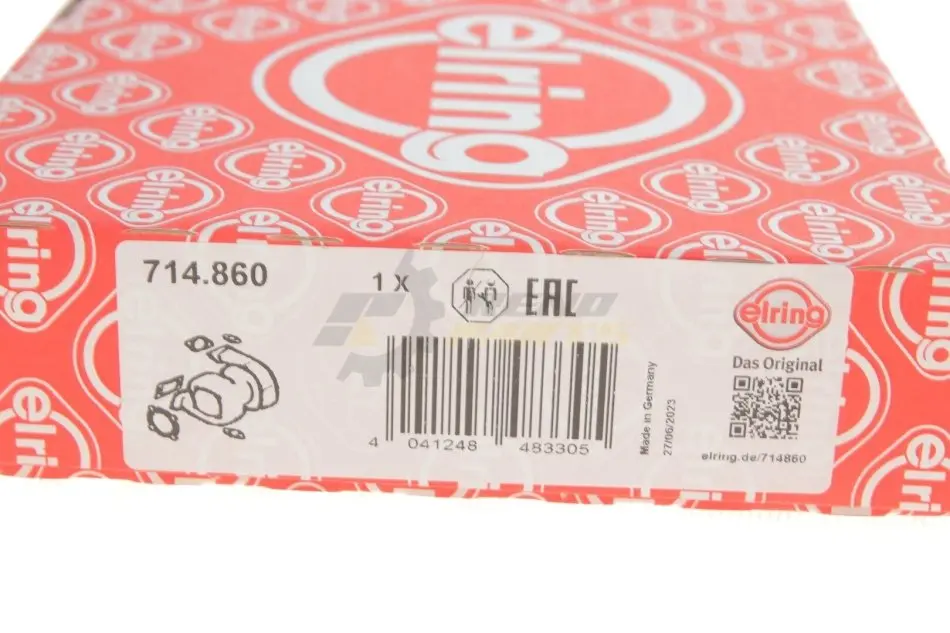 elring
714.860
1 X
EAC
elring
Das Original
4 041248 483305
Made in Germany
27/06/2023
elring.de/714860